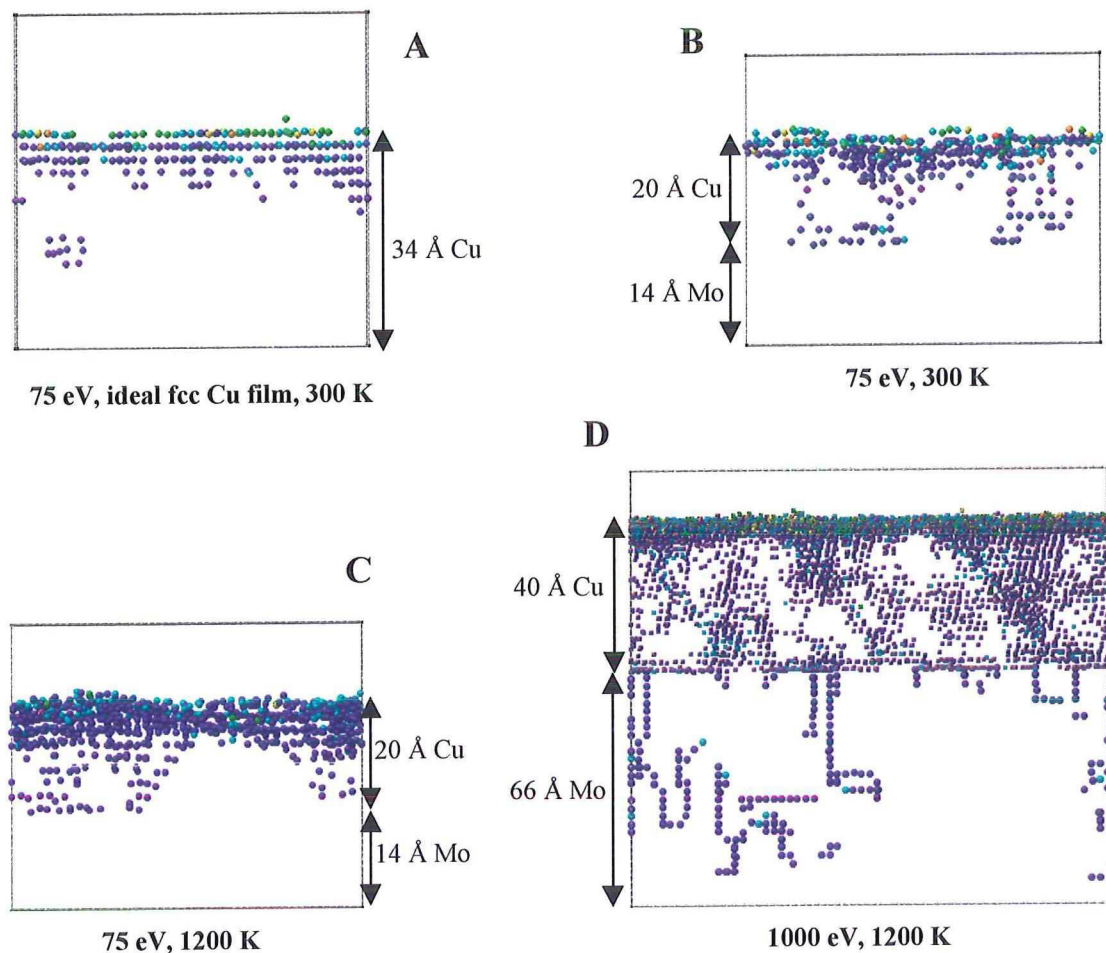 A
34 Å Cu
75 eV, ideal fcc Cu film, 300 K
B
20 Å Cu
14 Å Mo
75 eV, 300 K
C
20 Å Cu
14 Å Mo
75 eV, 1200 K
D
40 Å Cu
66 Å Mo
1000 eV, 1200 K